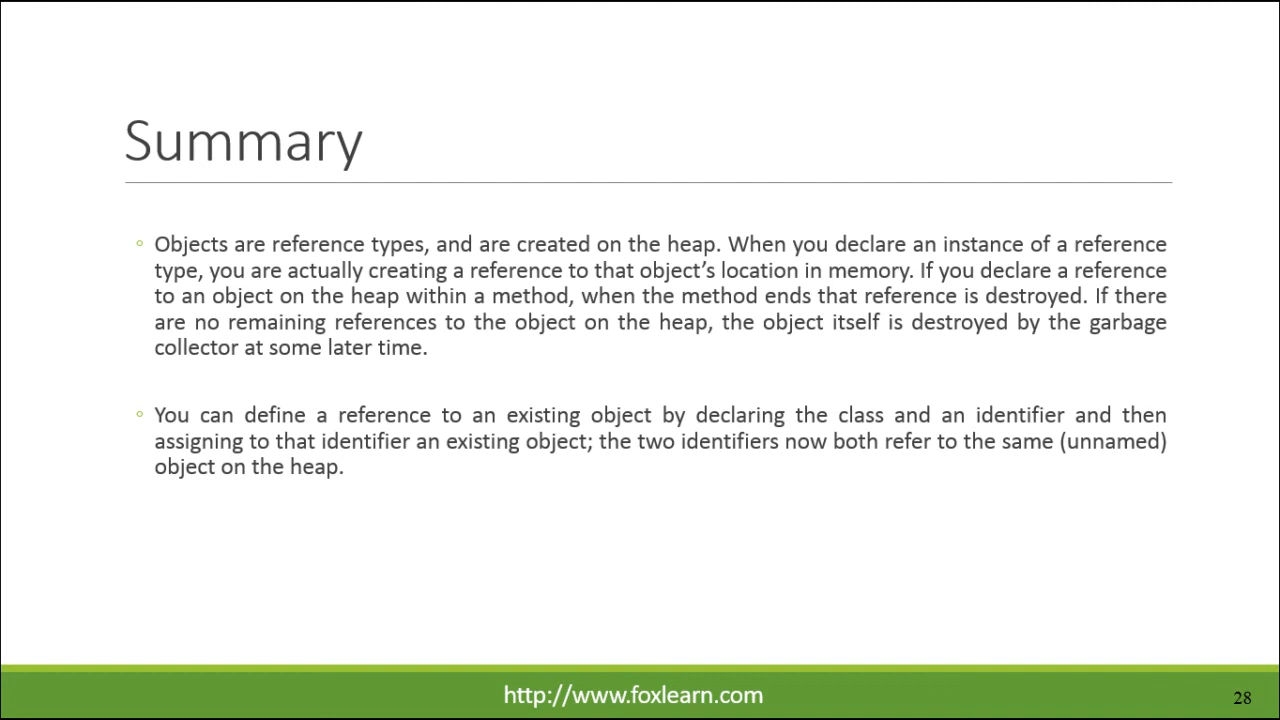 Summary
Objects are reference types, and are created on the heap. When you declare an instance of a reference
type, you are actually creating a reference to that object’s location in memory. If you declare a reference
to an object on the heap within a method, when the method ends that reference is destroyed. If there
are no remaining references to the object on the heap, the object itself is destroyed by the garbage
collector at some later time.
You can define a reference to an existing object by declaring the class and an identifier and then
assigning to that identifier an existing object; the two identifiers now both refer to the same (unnamed)
object on the heap.
http://www.foxlearn.com
28